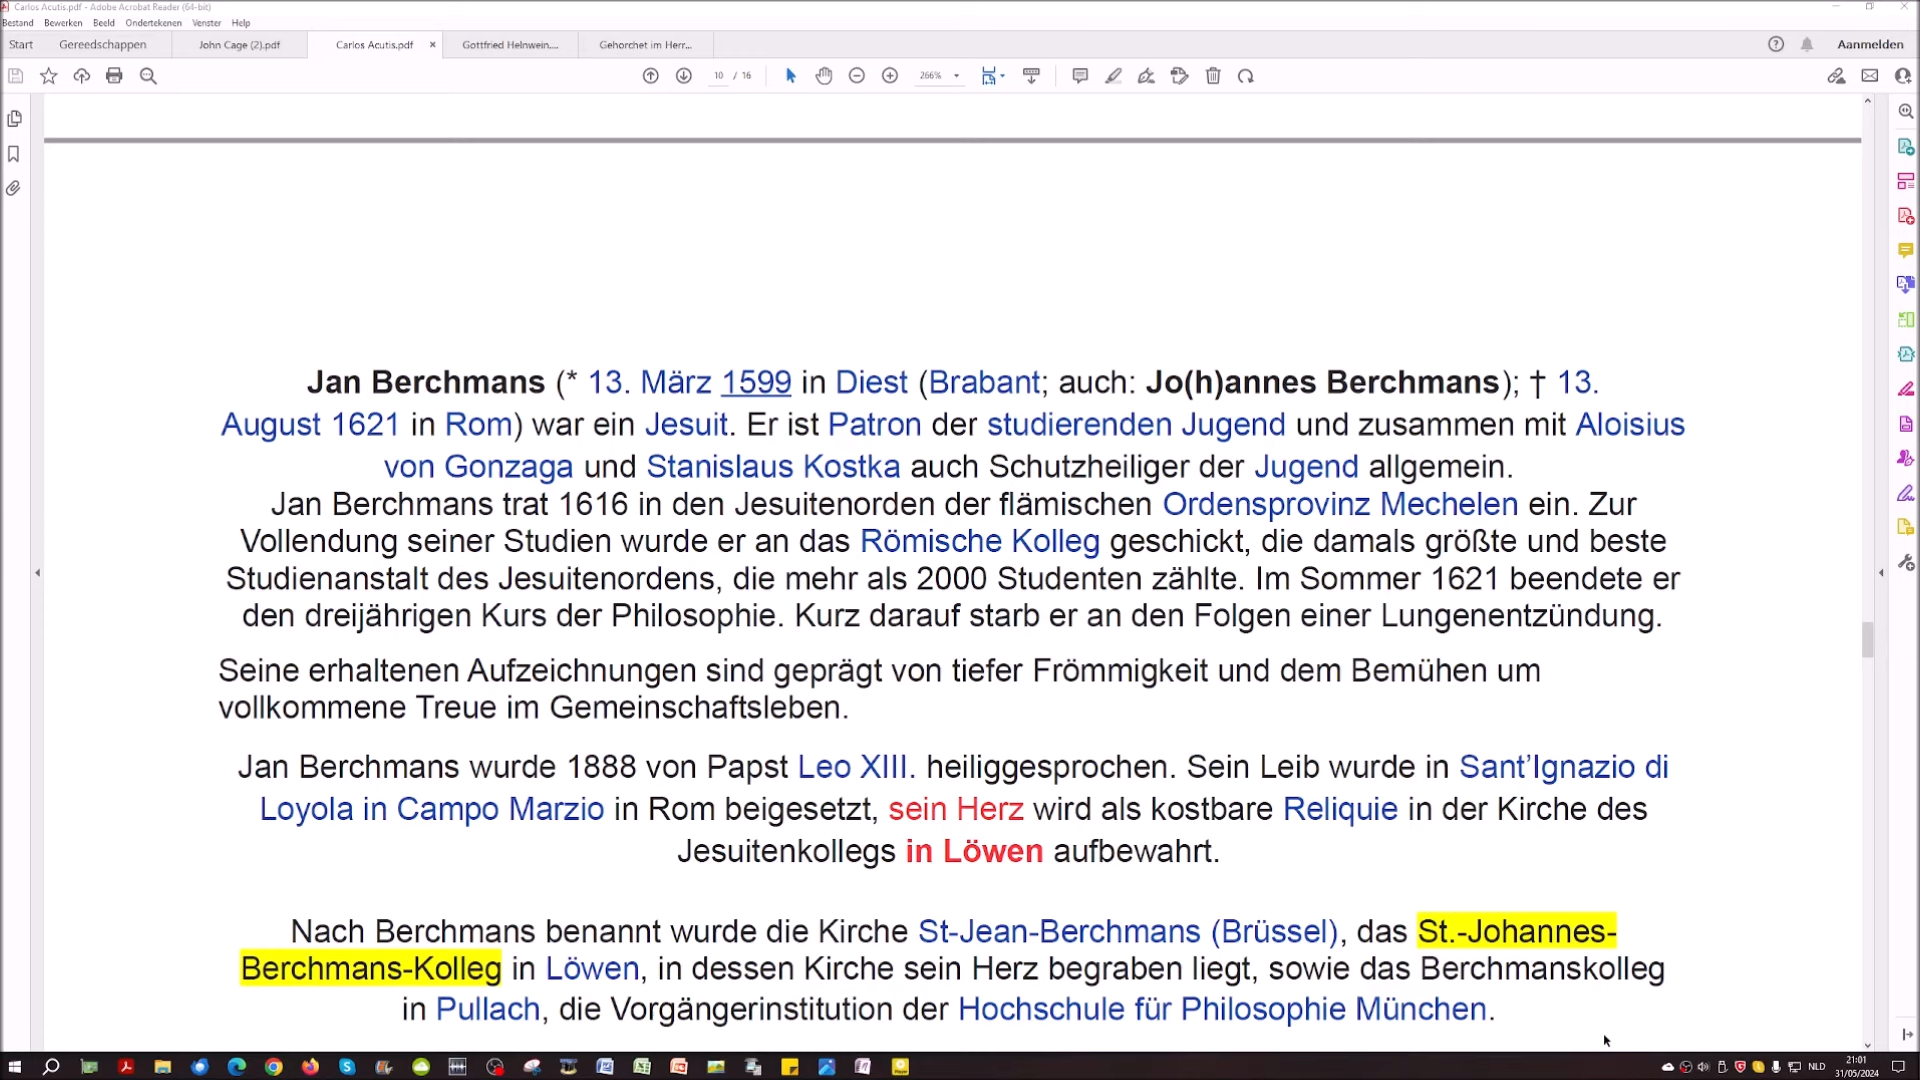 Carlos Acutis.pdf - Adobe Acrobat Reader (64-bit)
Bestand Bewerken Beeld Ondertekenen Venster Help
Start Gereedschappen John Cage (2).pdf Carlos Acutis.pdf × Gottfried Helnwein.... Gehorchet im Herr... Aanmelden
10 / 16 266%
Jan Berchmans (* 13. März 1599 in Diest (Brabant; auch: Jo(h)annes Berchmans); † 13.
August 1621 in Rom) war ein Jesuit. Er ist Patron der studierenden Jugend und zusammen mit Aloisius
von Gonzaga und Stanislaus Kostka auch Schutzheiliger der Jugend allgemein.
Jan Berchmans trat 1616 in den Jesuitenorden der flämischen Ordensprovinz Mechelen ein. Zur
Vollendung seiner Studien wurde er an das Römische Kolleg geschickt, die damals größte und beste
Studienanstalt des Jesuitenordens, die mehr als 2000 Studenten zählte. Im Sommer 1621 beendete er
den dreijährigen Kurs der Philosophie. Kurz darauf starb er an den Folgen einer Lungenentzündung.
Seine erhaltenen Aufzeichnungen sind geprägt von tiefer Frömmigkeit und dem Bemühen um
vollkommene Treue im Gemeinschaftsleben.
Jan Berchmans wurde 1888 von Papst Leo XIII. heiliggesprochen. Sein Leib wurde in Sant’Ignazio di
Loyola in Campo Marzio in Rom beigesetzt, sein Herz wird als kostbare Reliquie in der Kirche des
Jesuitenkollegs in Löwen aufbewahrt.
Nach Berchmans benannt wurde die Kirche St-Jean-Berchmans (Brüssel), das St.-Johannes-
Berchmans-Kolleg in Löwen, in dessen Kirche sein Herz begraben liegt, sowie das Berchmanskolleg
in Pullach, die Vorgängerinstitution der Hochschule für Philosophie München.
NLD 21:01
31/05/2024